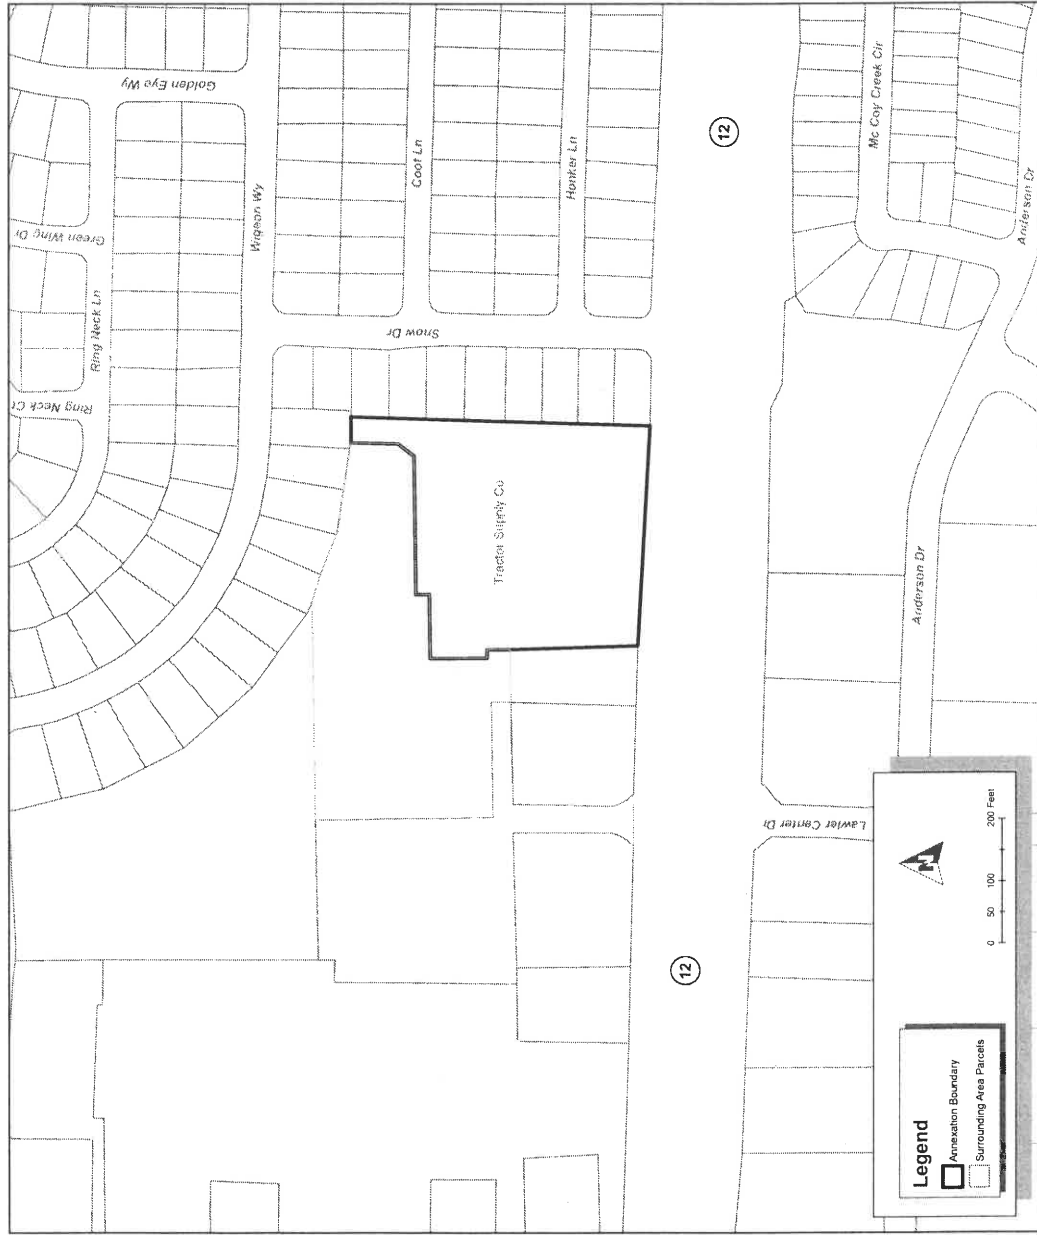 Golden Eye Wy
Green Wing Dr
Ring Neck Ln
Ring Neck Ct
Wigeon Wy
Coot Ln
Honker Ln
Snow Dr
Tractor Supply Co
12
Mc Coy Creek Cir
Anderson Dr
Anderson Dr
Lawler Center Dr
12
N
0 50 100 200 Feet
Legend
Annexation Boundary
Surrounding Area Parcels